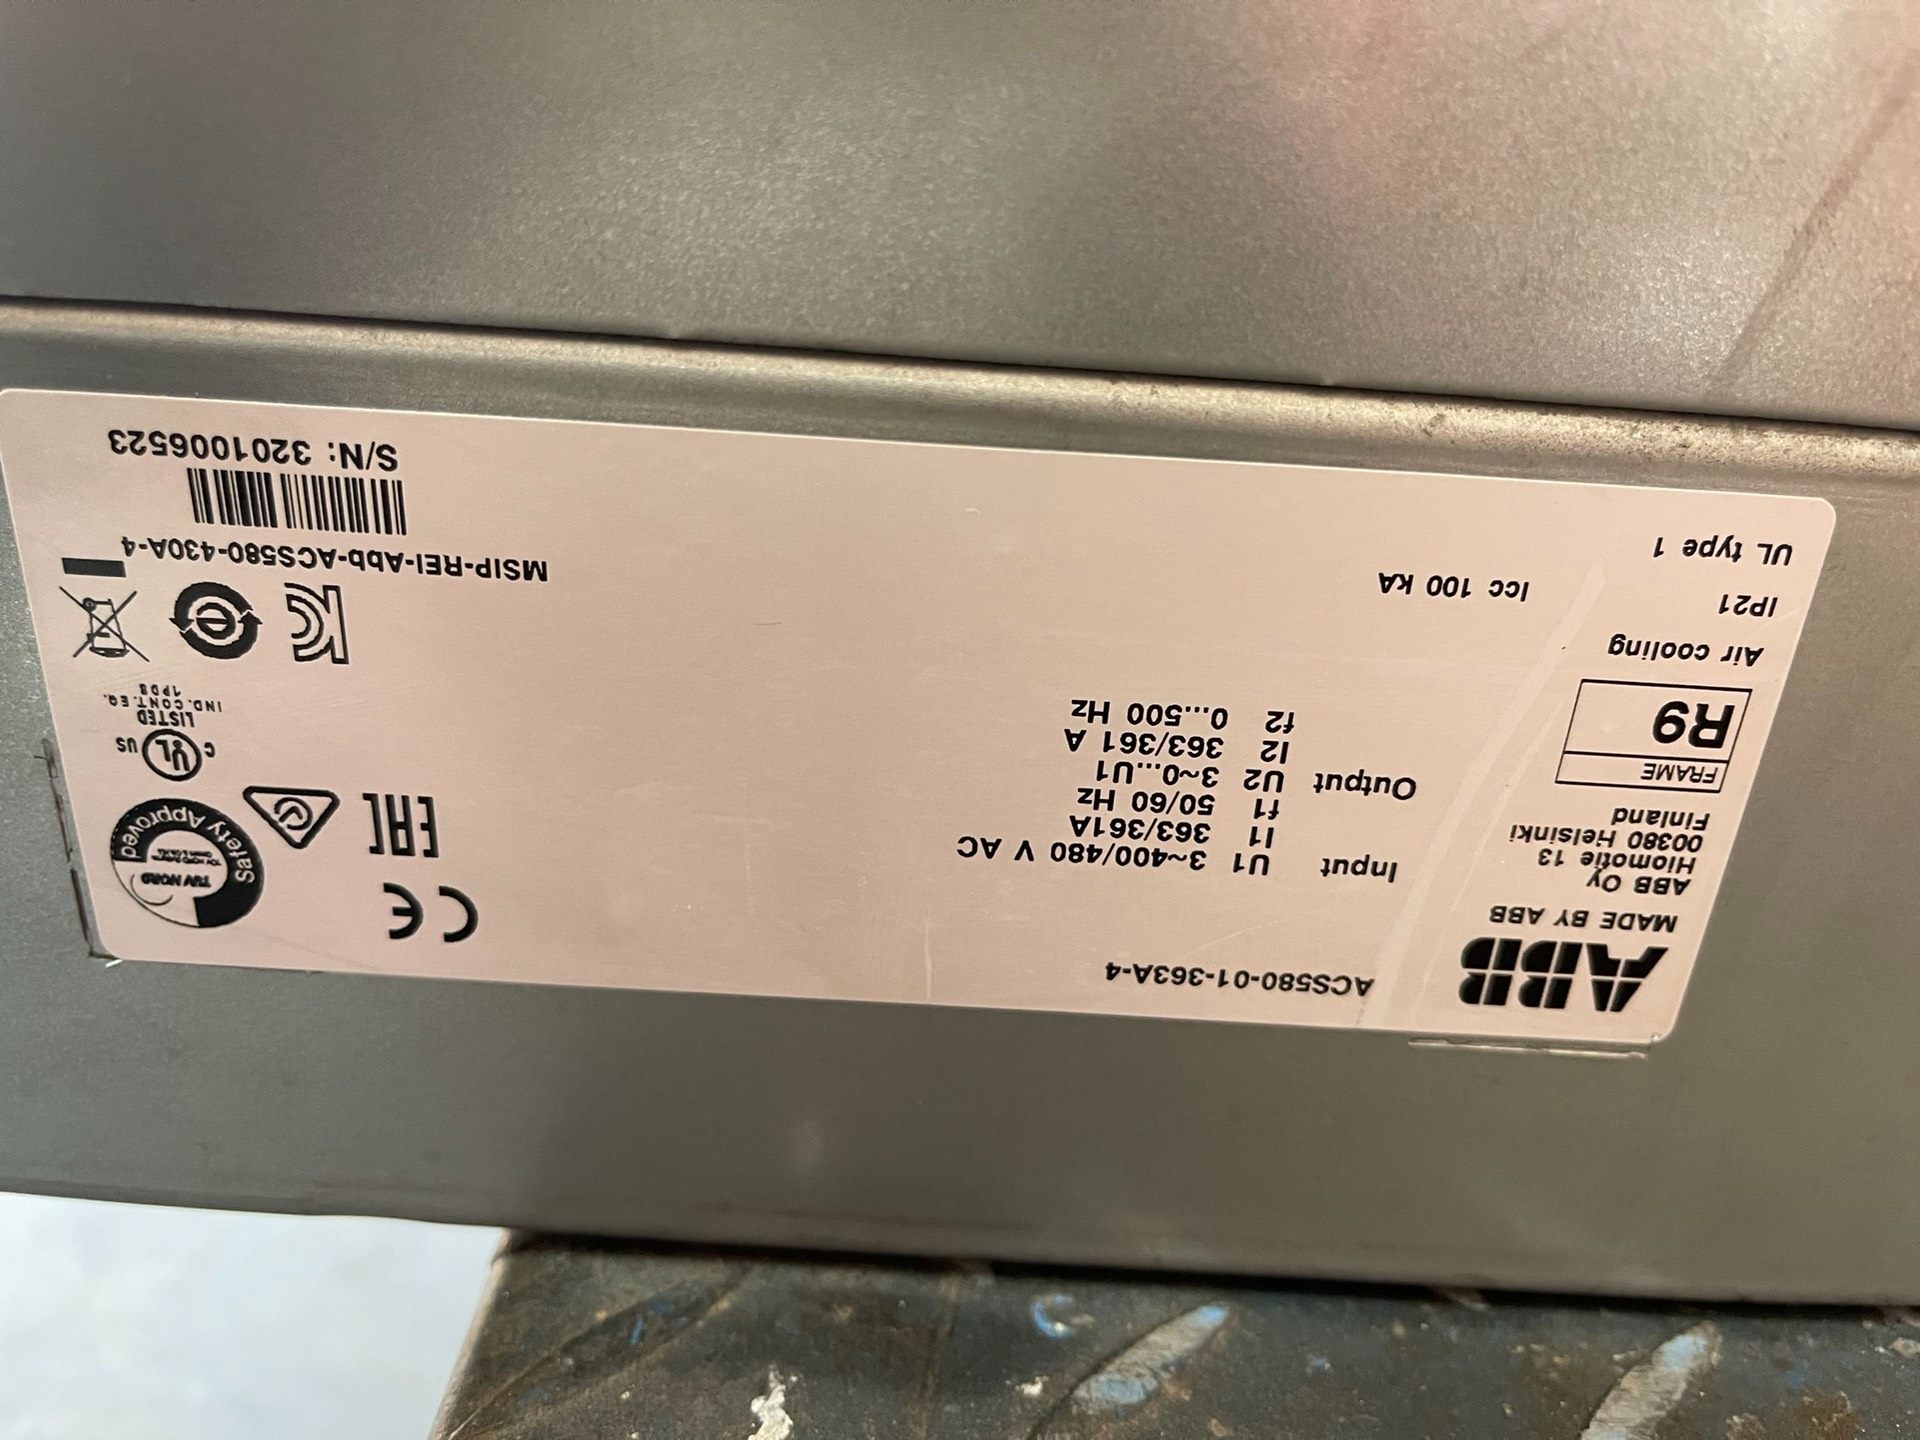 ABB
MADE BY ABB
ABB Oy
Hiomotie 13
00380 Helsinki
Finland
FRAME
R9
Air cooling
IP21
UL type 1
ACS580-01-363A-4
Input U1 3~400/480 V AC
I1 363/361A
f1 50/60 Hz
Output U2 3~0...U1
I2 363/361 A
f2 0...500 Hz
Icc 100 kA
CE
EAC
TÜV NORD
Safety Approved
C UL US
LISTED
IND.CONT.EQ.
1PD8
MSIP-REI-Abb-ACS580-430A-4
S/N: 3201006523